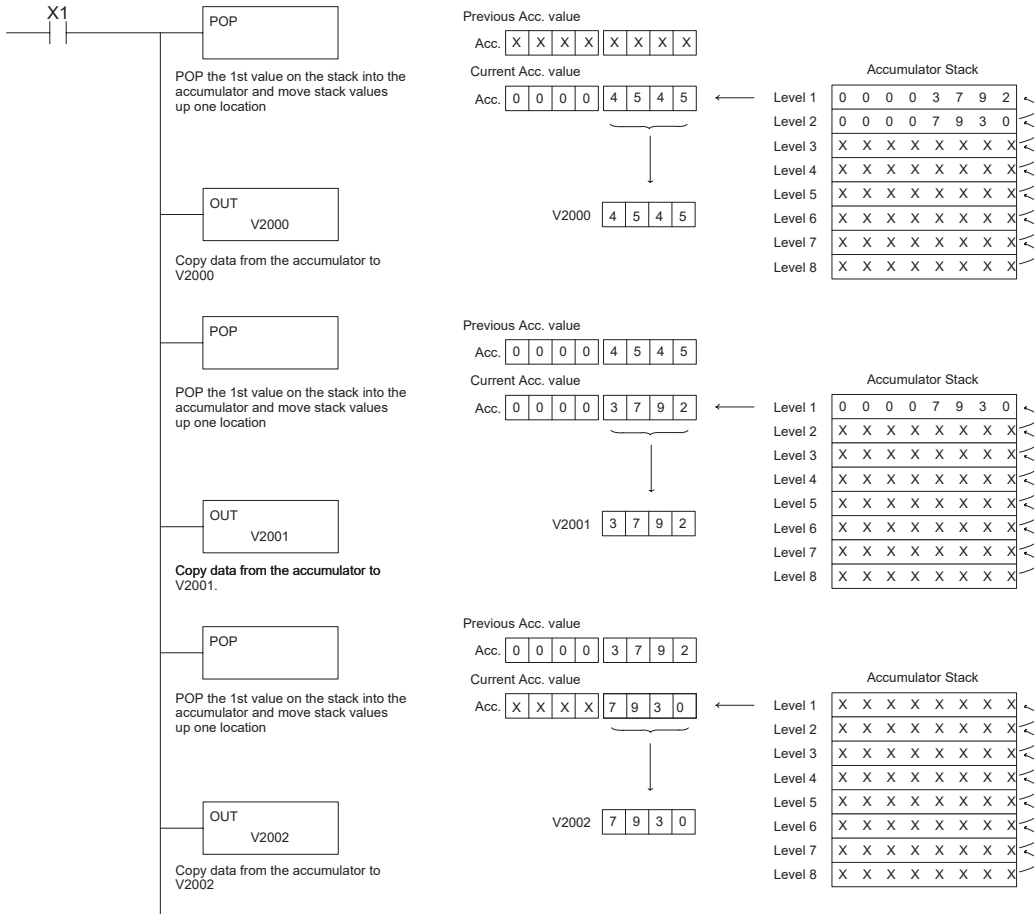 X1
POP
POP the 1st value on the stack into the
accumulator and move stack values
up one location
Previous Acc. value
Acc. X X X X X X X X
Current Acc. value
Acc. 0 0 0 0 4 5 4 5
V2000 4 5 4 5
Accumulator Stack
Level 1 0 0 0 0 3 7 9 2
Level 2 0 0 0 0 7 9 3 0
Level 3 X X X X X X X X
Level 4 X X X X X X X X
Level 5 X X X X X X X X
Level 6 X X X X X X X X
Level 7 X X X X X X X X
Level 8 X X X X X X X X
OUT
V2000
Copy data from the accumulator to
V2000
POP
POP the 1st value on the stack into the
accumulator and move stack values
up one location
Previous Acc. value
Acc. 0 0 0 0 4 5 4 5
Current Acc. value
Acc. 0 0 0 0 3 7 9 2
V2001 3 7 9 2
Accumulator Stack
Level 1 0 0 0 0 7 9 3 0
Level 2 X X X X X X X X
Level 3 X X X X X X X X
Level 4 X X X X X X X X
Level 5 X X X X X X X X
Level 6 X X X X X X X X
Level 7 X X X X X X X X
Level 8 X X X X X X X X
OUT
V2001
Copy data from the accumulator to
V2001.
POP
POP the 1st value on the stack into the
accumulator and move stack values
up one location
Previous Acc. value
Acc. 0 0 0 0 3 7 9 2
Current Acc. value
Acc. X X X X 7 9 3 0
V2002 7 9 3 0
Accumulator Stack
Level 1 X X X X X X X X
Level 2 X X X X X X X X
Level 3 X X X X X X X X
Level 4 X X X X X X X X
Level 5 X X X X X X X X
Level 6 X X X X X X X X
Level 7 X X X X X X X X
Level 8 X X X X X X X X
OUT
V2002
Copy data from the accumulator to
V2002